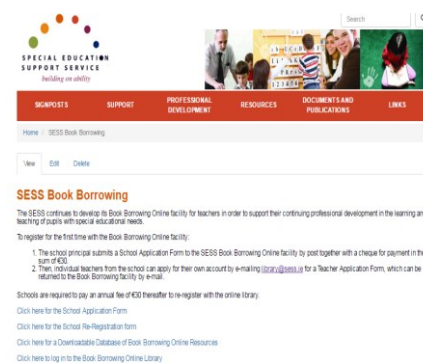 Search
SPECIAL EDUCATION
SUPPORT SERVICE
building on ability
SIGNPOSTS
SUPPORT
PROFESSIONAL
DEVELOPMENT
RESOURCES
DOCUMENTS AND
PUBLICATIONS
LINKS
Home / SESS Book Borrowing
View Edit Delete
SESS Book Borrowing
The SESS continues to develop its Book Borrowing Online facility for teachers in order to support their continuing professional development in the learning an
teaching of pupils with special educational needs.
To register for the first time with the Book Borrowing Online facility:
1. The school principal submits a School Application Form to the SESS Book Borrowing Online facility by post together with a cheque for payment in the
sum of €30.
2. Then, individual teachers from the school can apply for their own account by e-mailing library@sess.ie for a Teacher Application Form, which can be
returned to the Book Borrowing facility by e-mail.
Schools are required to pay an annual fee of €30 thereafter to re-register with the online library.
Click here for the School Application Form
Click here for the School Re-Registration form
Click here for a Downloadable Database of Book Borrowing Online Resources
Click here to log in to the Book Borrowing Online Library